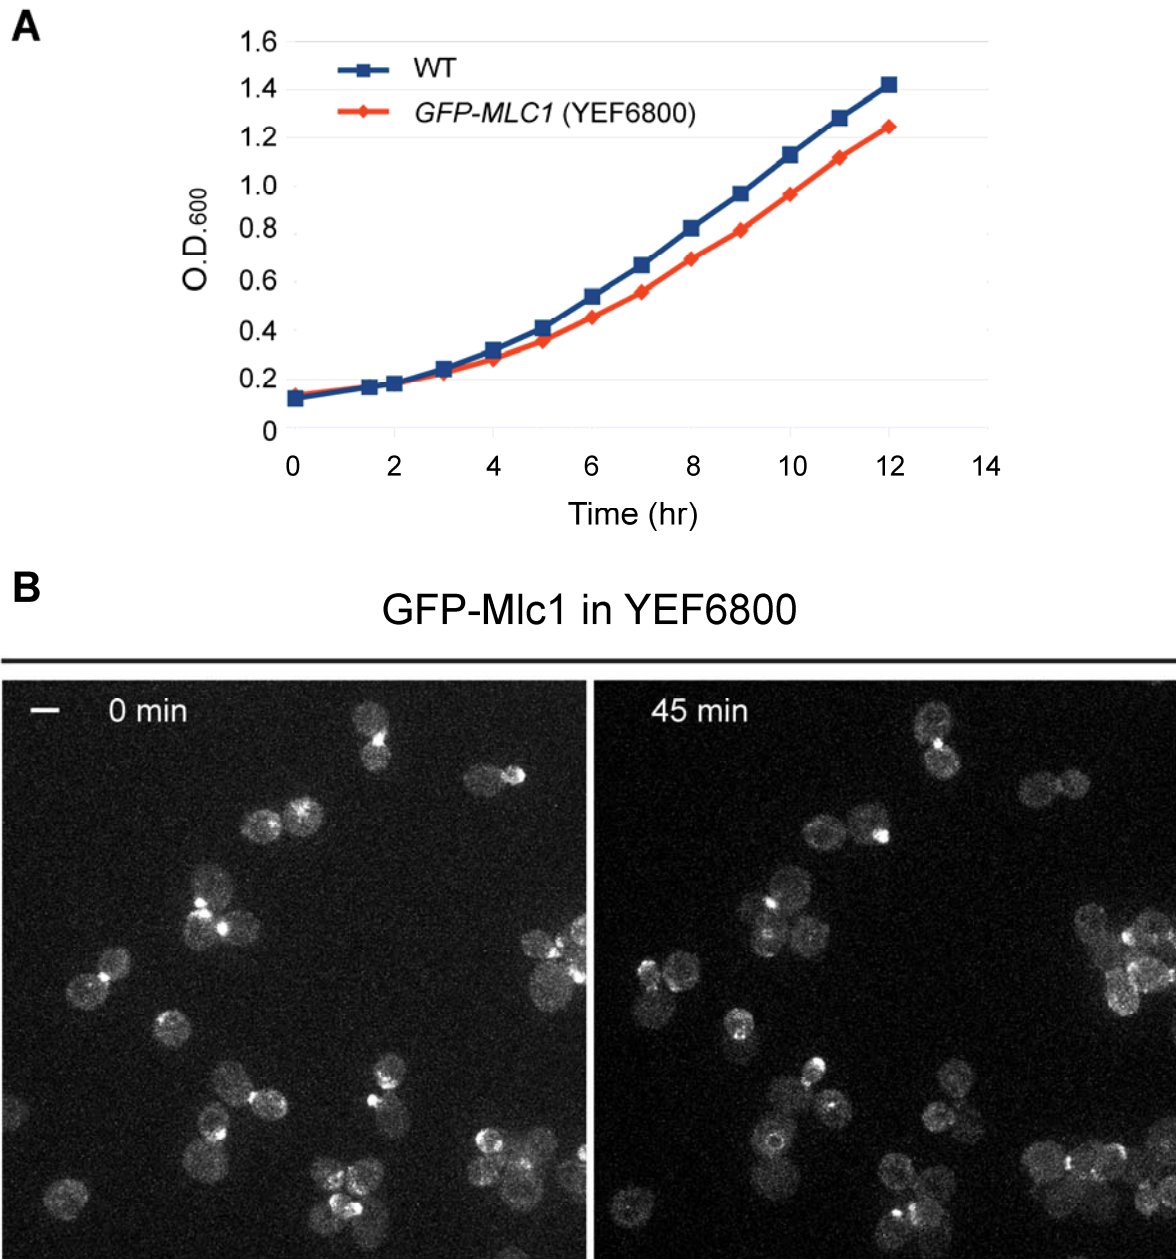 A
1.6
1.4
1.2
1.0
0.8
0.6
0.4
0.2
0
O.D.600
WT
GFP-MLC1 (YEF6800)
0 2 4 6 8 10 12 14
Time (hr)
B
GFP-Mlc1 in YEF6800
0 min
45 min